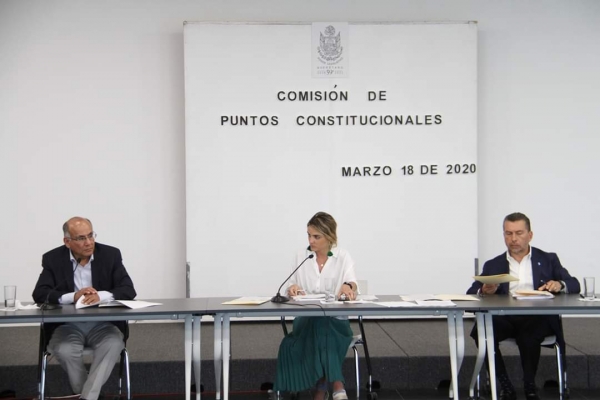 COMISIÓN DE
PUNTOS CONSTITUCIONALES
MARZO 18 DE 2020